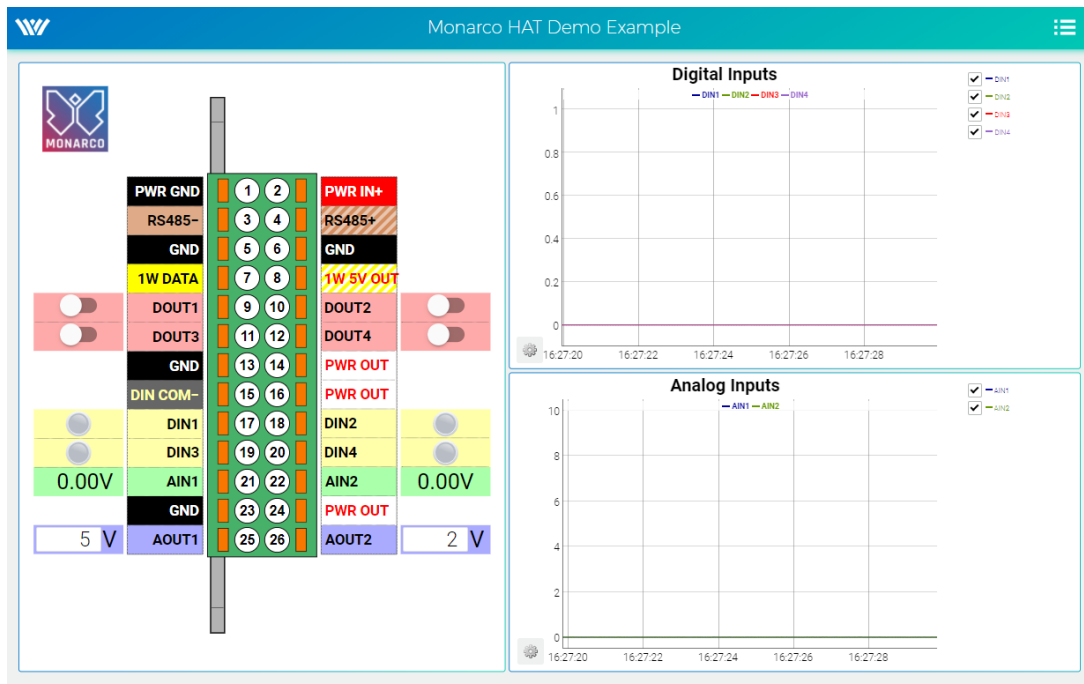 Monarco HAT Demo Example
MONARCO
PWR GND 1 2 PWR IN+
RS485− 3 4 RS485+
GND 5 6 GND
1W DATA 7 8 1W 5V OUT
DOUT1 9 10 DOUT2
DOUT3 11 12 DOUT4
GND 13 14 PWR OUT
DIN COM− 15 16 PWR OUT
DIN1 17 18 DIN2
DIN3 19 20 DIN4
0.00V AIN1 21 22 AIN2 0.00V
GND 23 24 PWR OUT
5 V AOUT1 25 26 AOUT2 2 V
Digital Inputs
DIN1 DIN2 DIN3 DIN4
1
0.8
0.6
0.4
0.2
0
16:27:20 16:27:22 16:27:24 16:27:26 16:27:28
DIN1
DIN2
DIN3
DIN4
Analog Inputs
AIN1 AIN2
10
8
6
4
2
0
16:27:20 16:27:22 16:27:24 16:27:26 16:27:28
AIN1
AIN2